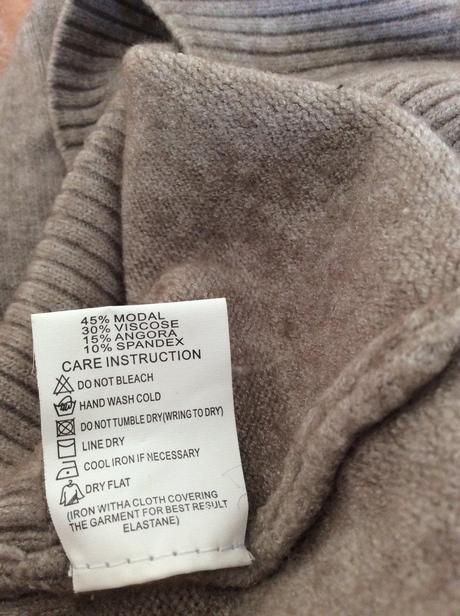 45% MODAL
30% VISCOSE
15% ANGORA
10% SPANDEX
CARE INSTRUCTION
DO NOT BLEACH
HAND WASH COLD
DO NOT TUMBLE DRY(WRING TO DRY)
LINE DRY
COOL IRON IF NECESSARY
DRY FLAT
(IRON WITHA CLOTH COVERING
THE GARMENT FOR BEST RESULT
ELASTANE)